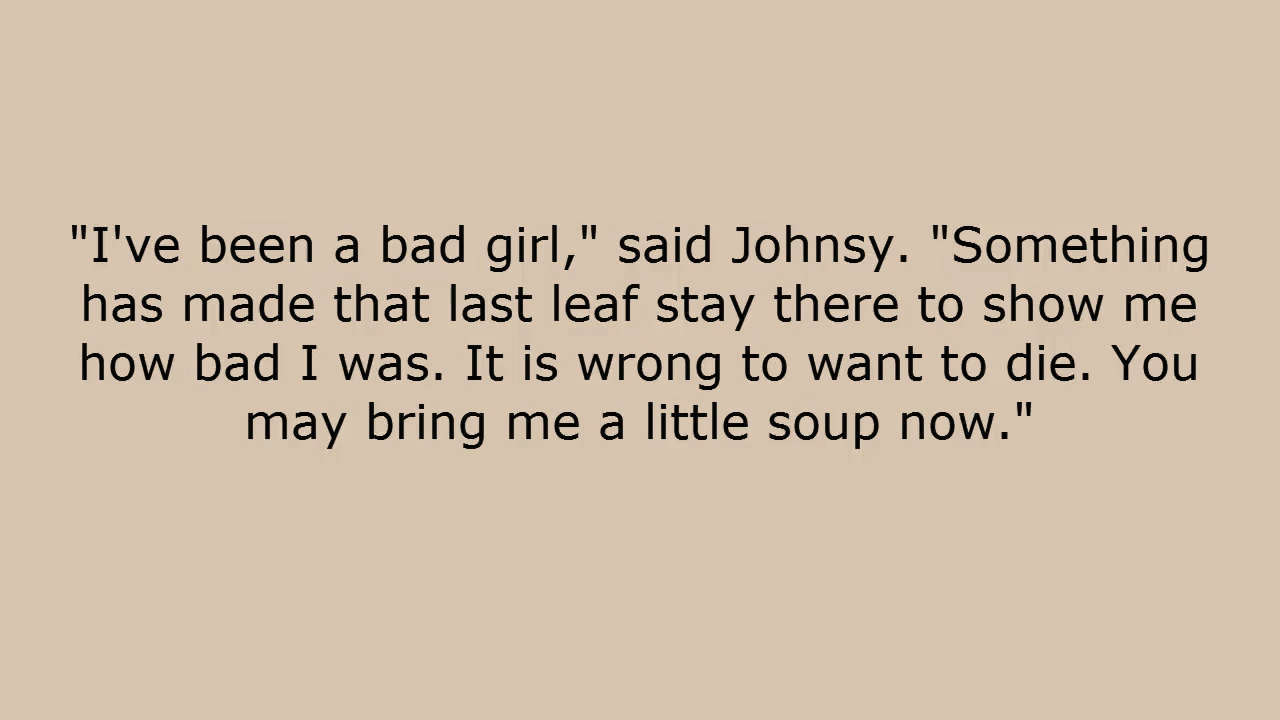 "I've been a bad girl," said Johnsy. "Something
has made that last leaf stay there to show me
how bad I was. It is wrong to want to die. You
may bring me a little soup now."